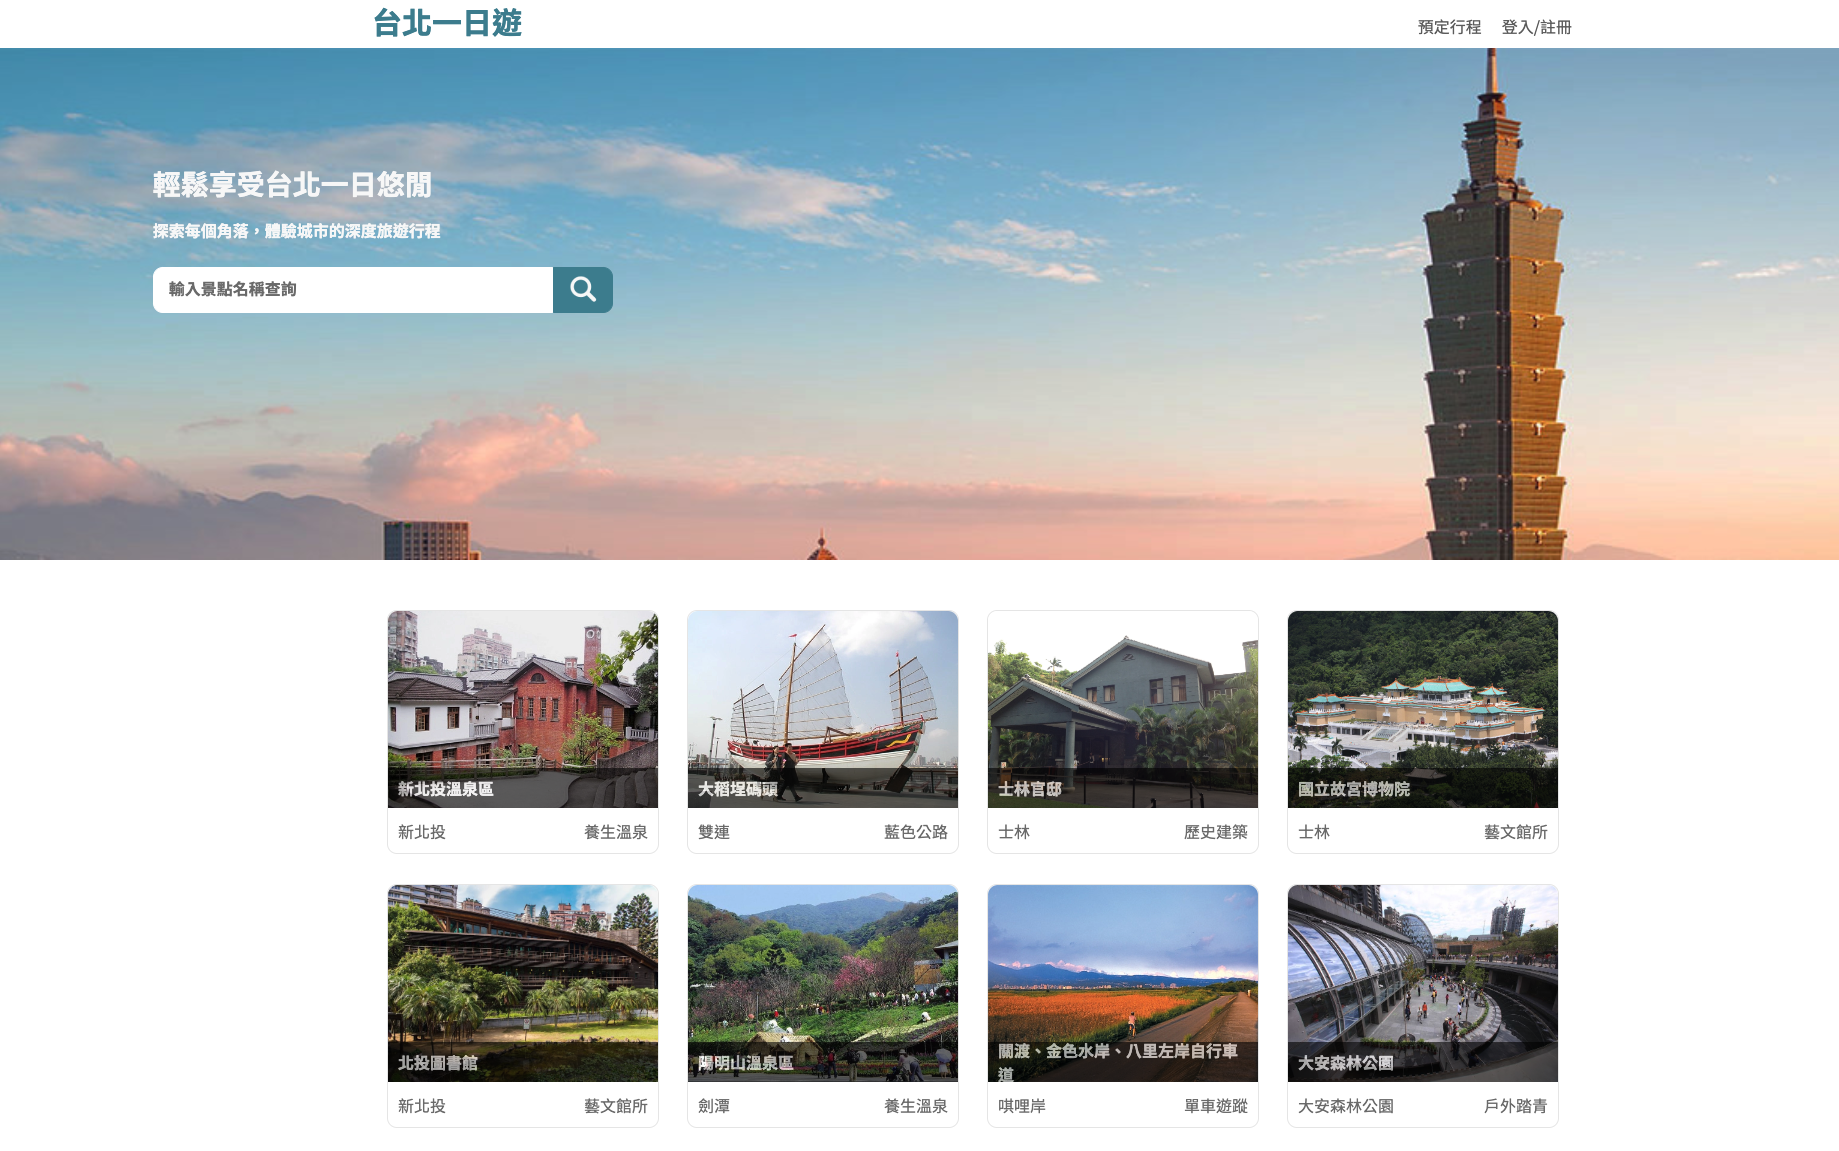 台北一日遊
預定行程 登入/註冊
輕鬆享受台北一日悠閒
探索每個角落，體驗城市的深度旅遊行程
輸入景點名稱查詢
新北投溫泉區
新北投 養生溫泉
大稻埕碼頭
雙連 藍色公路
士林官邸
士林 歷史建築
國立故宮博物院
士林 藝文館所
北投圖書館
新北投 藝文館所
陽明山溫泉區
劍潭 養生溫泉
關渡、金色水岸、八里左岸自行車
道
唭哩岸 單車遊蹤
大安森林公園
大安森林公園 戶外踏青